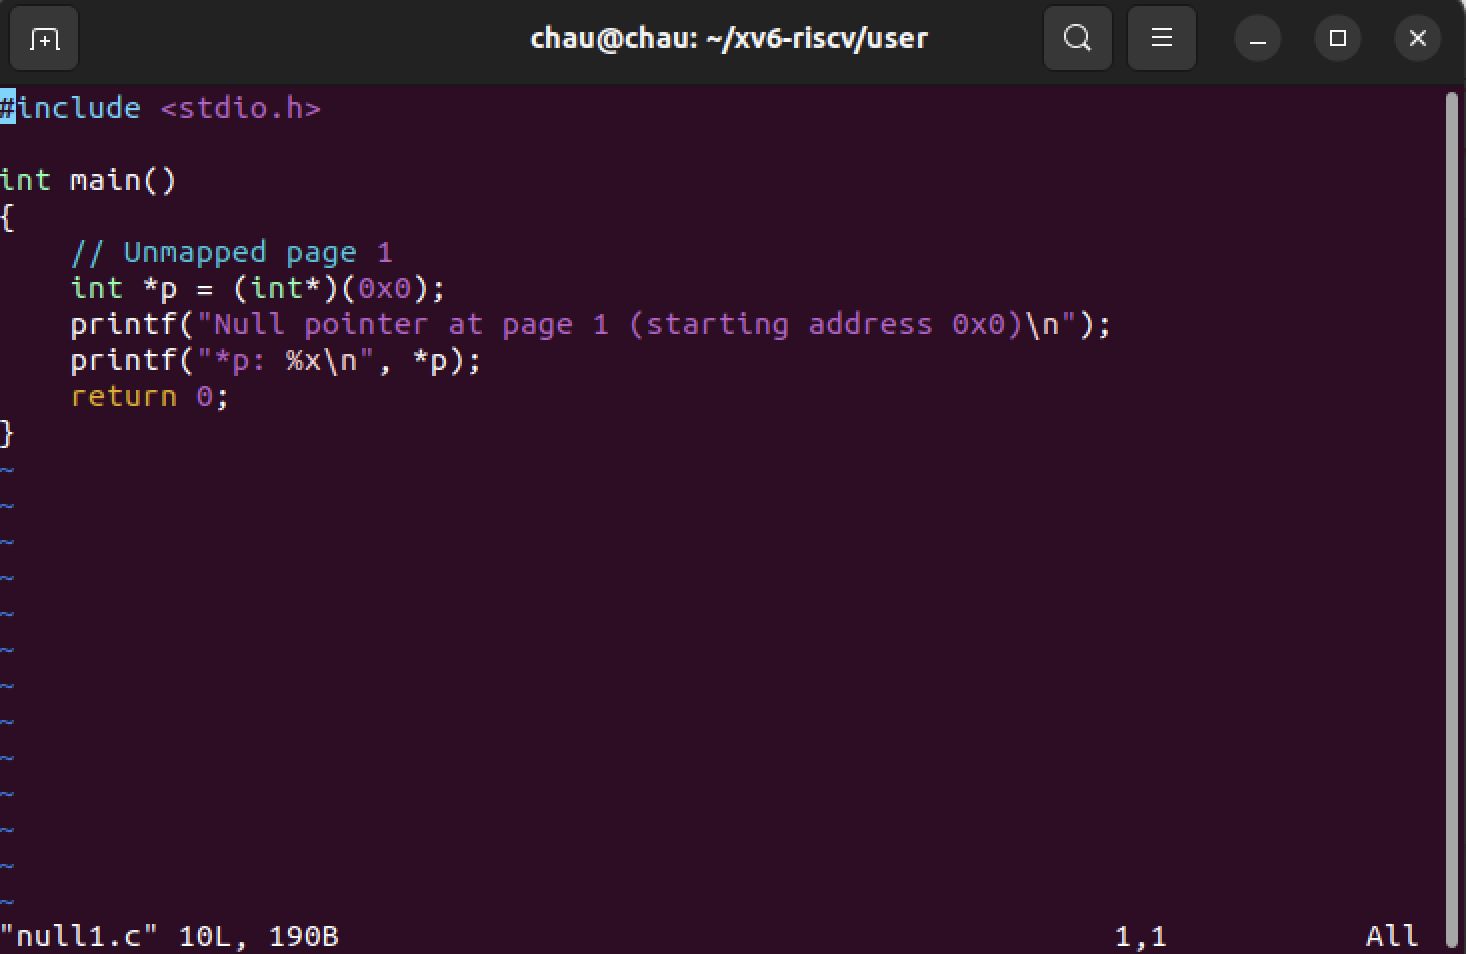 chau@chau: ~/xv6-riscv/user
#include <stdio.h>
int main()
{
    // Unmapped page 1
    int *p = (int*)(0x0);
    printf("Null pointer at page 1 (starting address 0x0)\n");
    printf("*p: %x\n", *p);
    return 0;
}
~
~
~
~
~
~
~
~
~
~
~
~
~
"null1.c" 10L, 190B 1,1 All